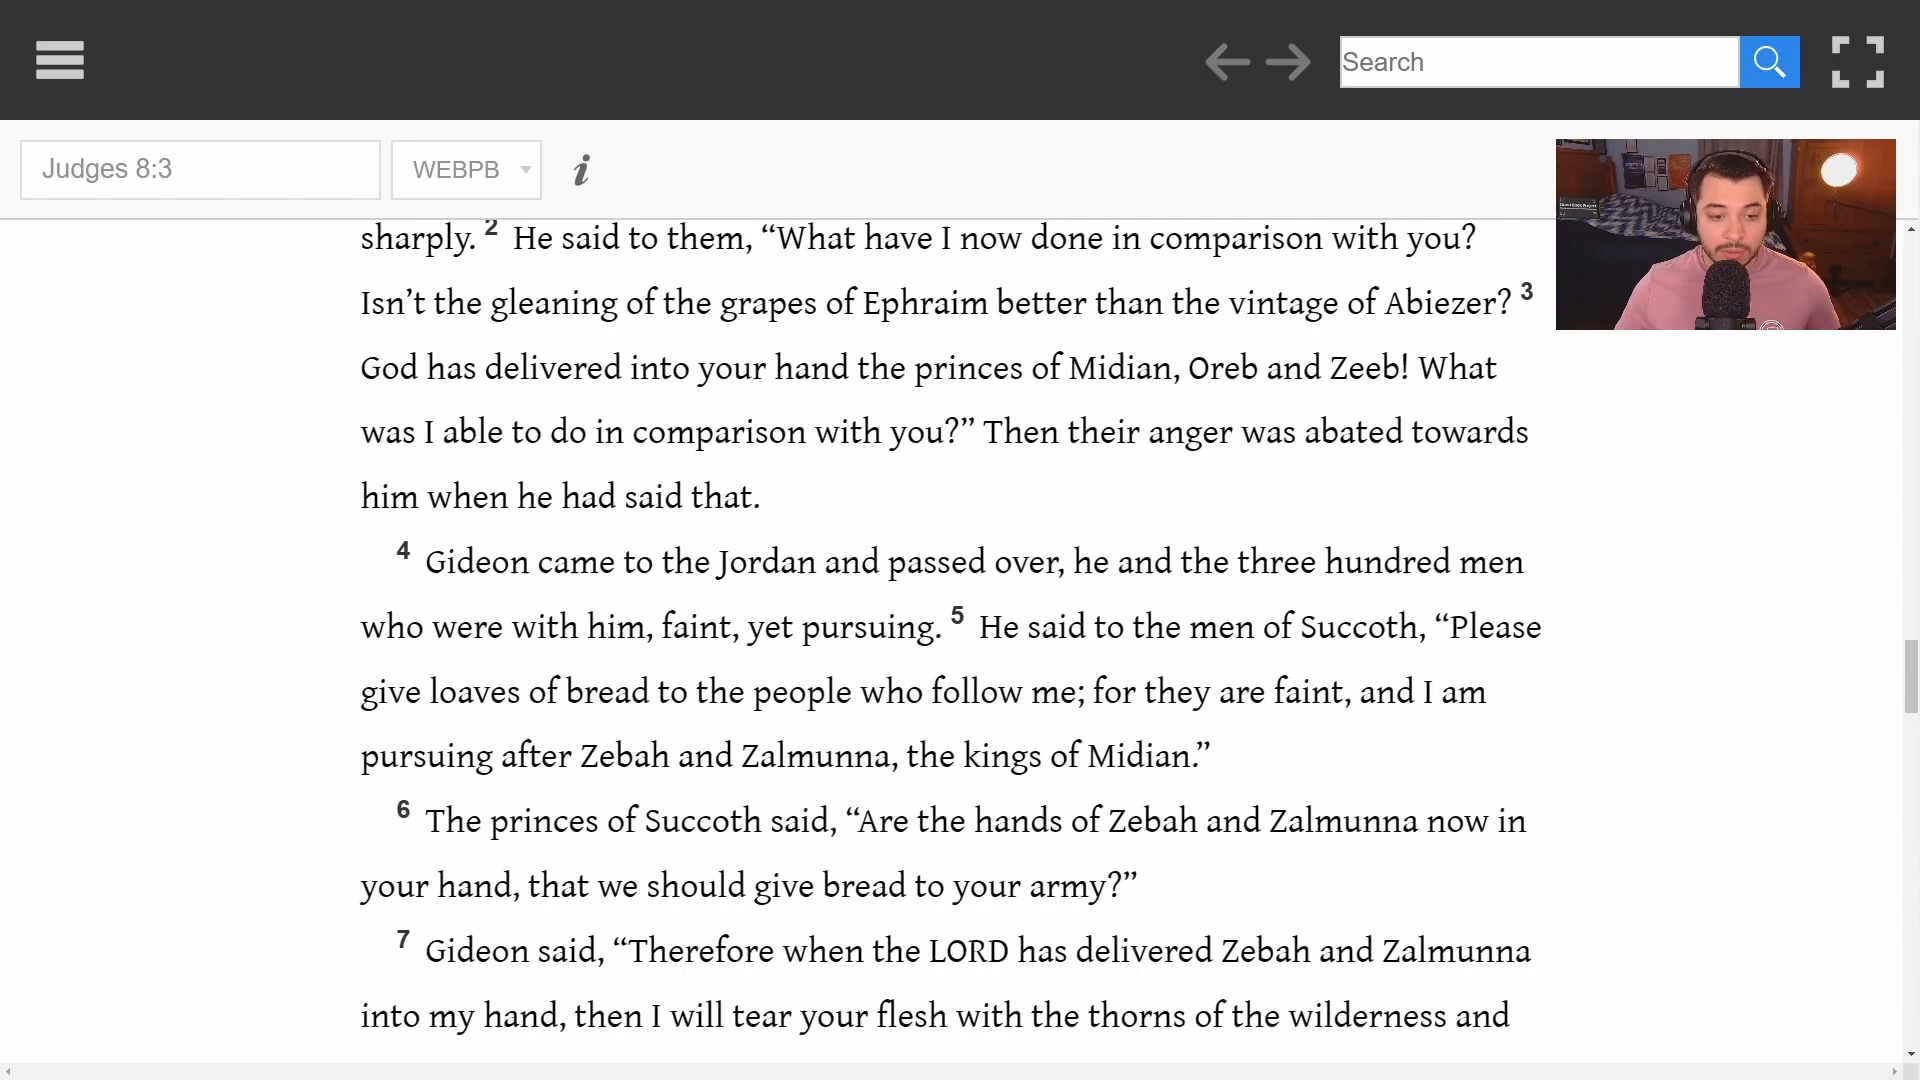 Search
Judges 8:3
WEBPB
i
sharply. 2 He said to them, “What have I now done in comparison with you?
Isn’t the gleaning of the grapes of Ephraim better than the vintage of Abiezer? 3
God has delivered into your hand the princes of Midian, Oreb and Zeeb! What
was I able to do in comparison with you?” Then their anger was abated towards
him when he had said that.
4 Gideon came to the Jordan and passed over, he and the three hundred men
who were with him, faint, yet pursuing. 5 He said to the men of Succoth, “Please
give loaves of bread to the people who follow me; for they are faint, and I am
pursuing after Zebah and Zalmunna, the kings of Midian.”
6 The princes of Succoth said, “Are the hands of Zebah and Zalmunna now in
your hand, that we should give bread to your army?”
7 Gideon said, “Therefore when the LORD has delivered Zebah and Zalmunna
into my hand, then I will tear your flesh with the thorns of the wilderness and